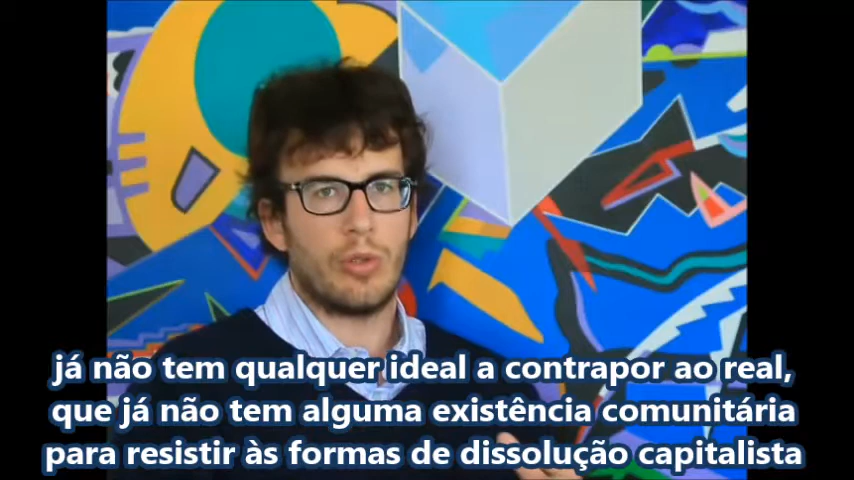 já não tem qualquer ideal a contrapor ao real,
que já não tem alguma existência comunitária
para resistir às formas de dissolução capitalista